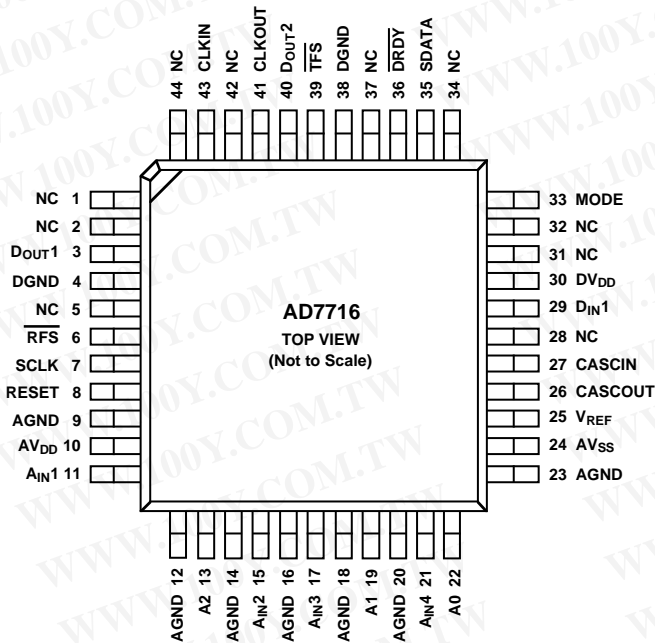 44 NC
43 CLKIN
42 NC
41 CLKOUT
40 DOUT2
39 TFS
38 DGND
37 NC
36 DRDY
35 SDATA
34 NC
NC 1
NC 2
DOUT1 3
DGND 4
NC 5
RFS 6
SCLK 7
RESET 8
AGND 9
AVDD 10
AIN1 11
AD7716
TOP VIEW
(Not to Scale)
33 MODE
32 NC
31 NC
30 DVDD
29 DIN1
28 NC
27 CASCIN
26 CASCOUT
25 VREF
24 AVSS
23 AGND
AGND 12
A2 13
AGND 14
AIN2 15
AGND 16
AIN3 17
AGND 18
A1 19
AGND 20
AIN4 21
A0 22
WWW.100Y.COM.TW